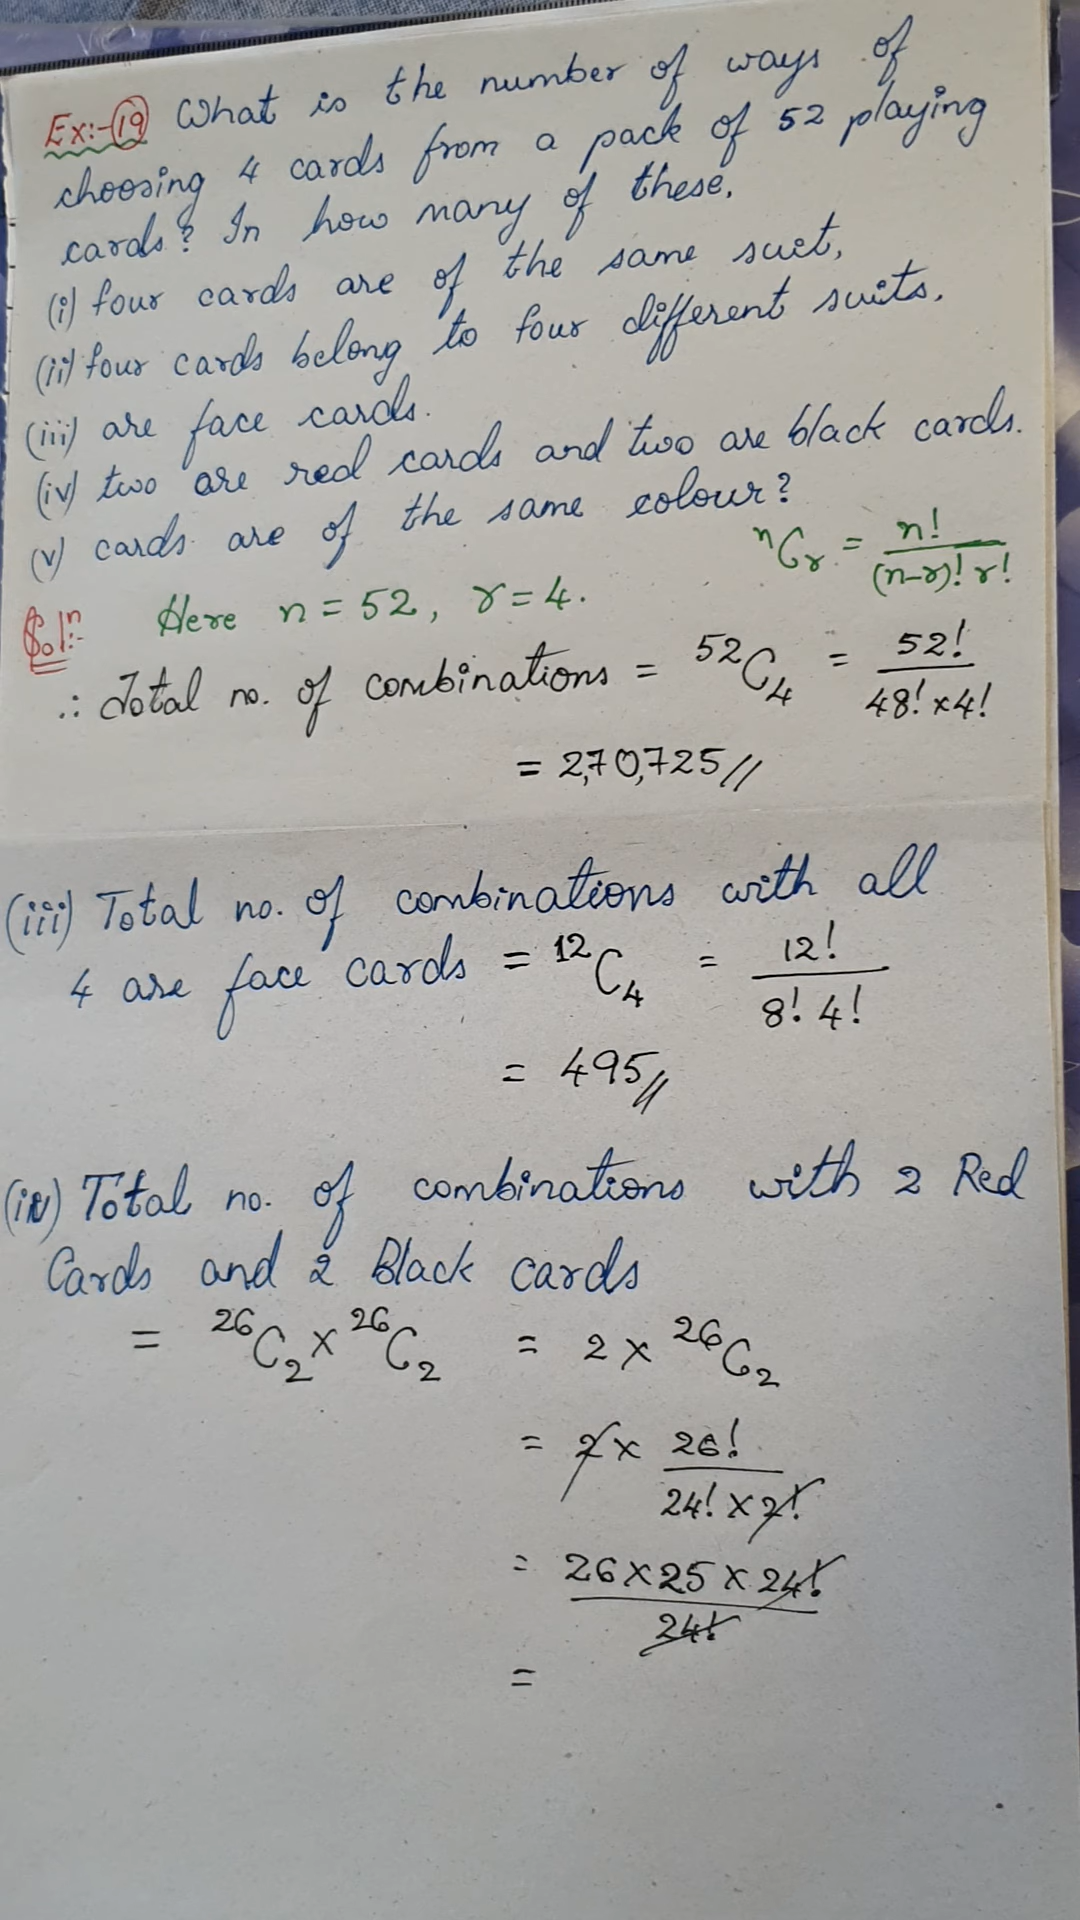 Ex:-19 What is the number of ways of
choosing 4 cards from a pack of 52 playing
cards? In how many of these,
(i) four cards are of the same suit,
(ii) four cards belong to four different suits,
(iii) are face cards.
(iv) two are red cards and two are black cards.
(v) cards are of the same colour?
ⁿCᵣ = n! / (n-r)! r!
Solⁿ:- Here n = 52, r = 4.
∴ Total no. of combinations = ⁵²C₄ = 52! / 48! × 4!
= 2,70,725//
(iii) Total no. of combinations with all
4 are face cards = ¹²C₄ = 12! / 8! 4!
= 495//
(iv) Total no. of combinations with 2 Red
Cards and 2 Black cards
= ²⁶C₂ × ²⁶C₂ = 2 × ²⁶C₂
= 2 × 26! / 24! × 2!
= 26 × 25 × 24! / 24!
=